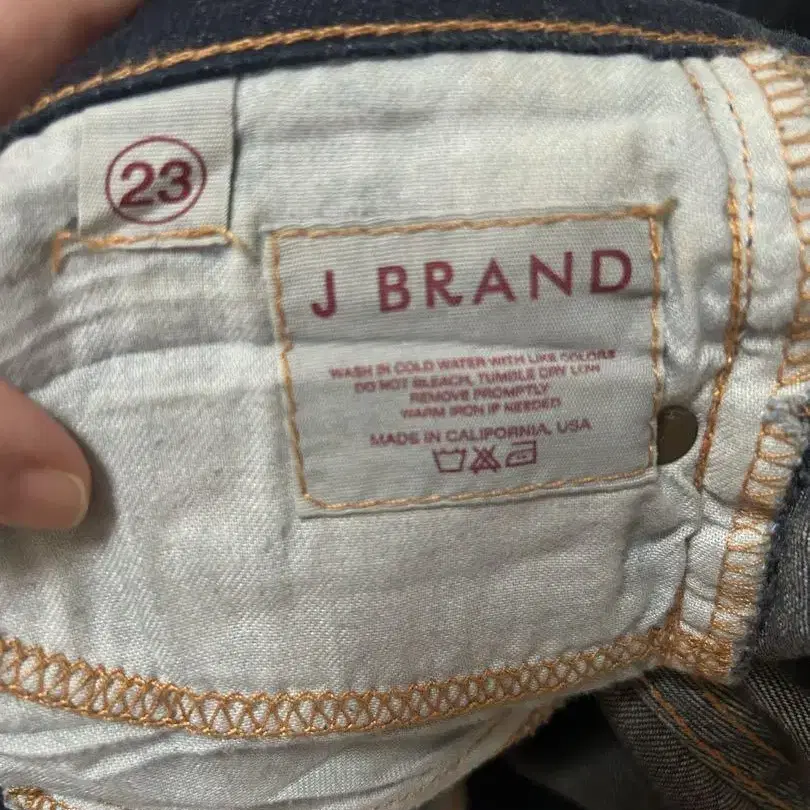 23
J BRAND
WASH IN COLD WATER WITH LIKE COLORS
DO NOT BLEACH, TUMBLE DRY LOW
REMOVE PROMPTLY
WARM IRON IF NEEDED
MADE IN CALIFORNIA, USA